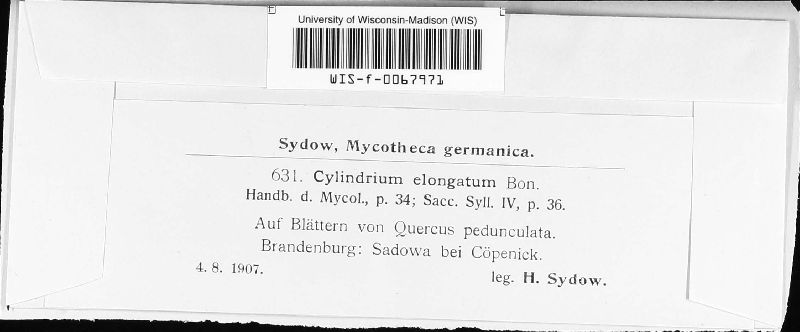 University of Wisconsin-Madison (WIS)
WIS-f-0067971
Sydow, Mycotheca germanica.
631. Cylindrium elongatum Bon.
Handb. d. Mycol., p. 34; Sacc. Syll. IV, p. 36.
Auf Blättern von Quercus pedunculata.
Brandenburg: Sadowa bei Cöpenick.
4. 8. 1907.
leg. H. Sydow.